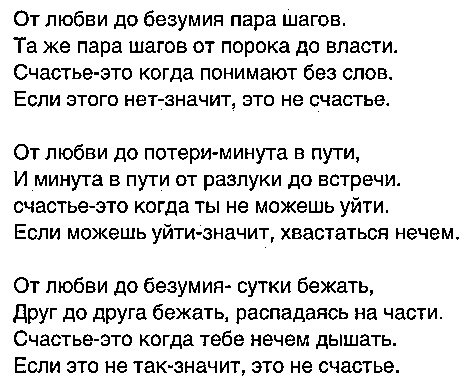 От любви до безумия пара шагов.
Та же пара шагов от порока до власти.
Счастье-это когда понимают без слов.
Если этого нет-значит, это не счастье.

От любви до потери-минута в пути,
И минута в пути от разлуки до встречи.
счастье-это когда ты не можешь уйти.
Если можешь уйти-значит, хвастаться нечем.

От любви до безумия- сутки бежать,
Друг до друга бежать, распадаясь на части.
Счастье-это когда тебе нечем дышать.
Если это не так-значит, это не счастье.